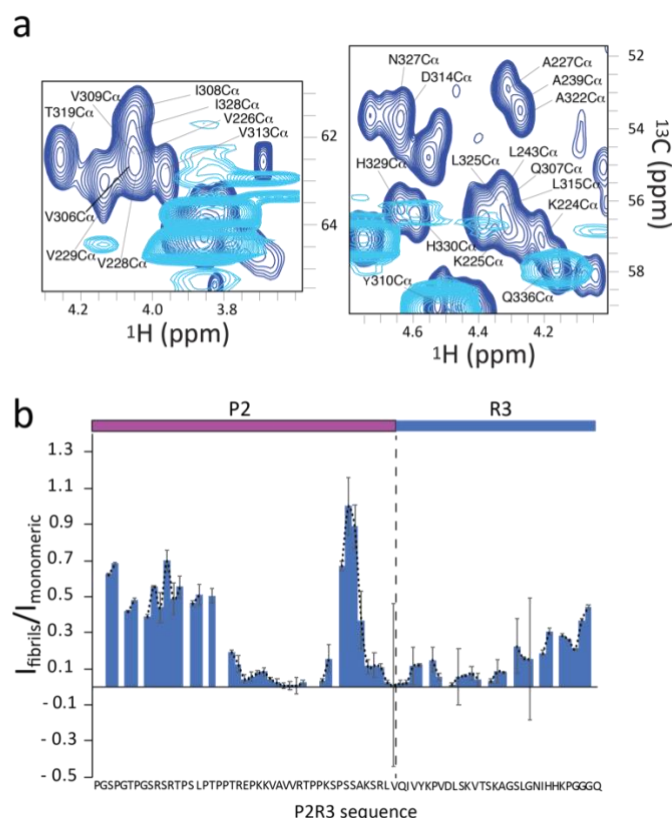 a
V309Cα
I308Cα
I328Cα
V226Cα
V313Cα
T319Cα
V306Cα
V229Cα
V228Cα
62
64
4.2 4.0 3.8
¹H (ppm)
N327Cα
D314Cα
A227Cα
A239Cα
A322Cα
H329Cα
L325Cα
L243Cα
Q307Cα
L315Cα
K224Cα
H330Cα
K225Cα
Y310Cα
Q336Cα
52
54
56
58
¹³C (ppm)
4.6 4.4 4.2
¹H (ppm)
b
P2 R3
1.3
1.1
0.9
0.7
0.5
0.3
0.1
- 0.1
- 0.3
- 0.5
Ifibrils/Imonomeric
PGSPGTPGSRSRTPS LPTPPTREPKKVAVVRTPPKSPSSAKSRLVQIVYKPVDLSKVTSKAGSLGNIHHKPGGGQ
P2R3 sequence